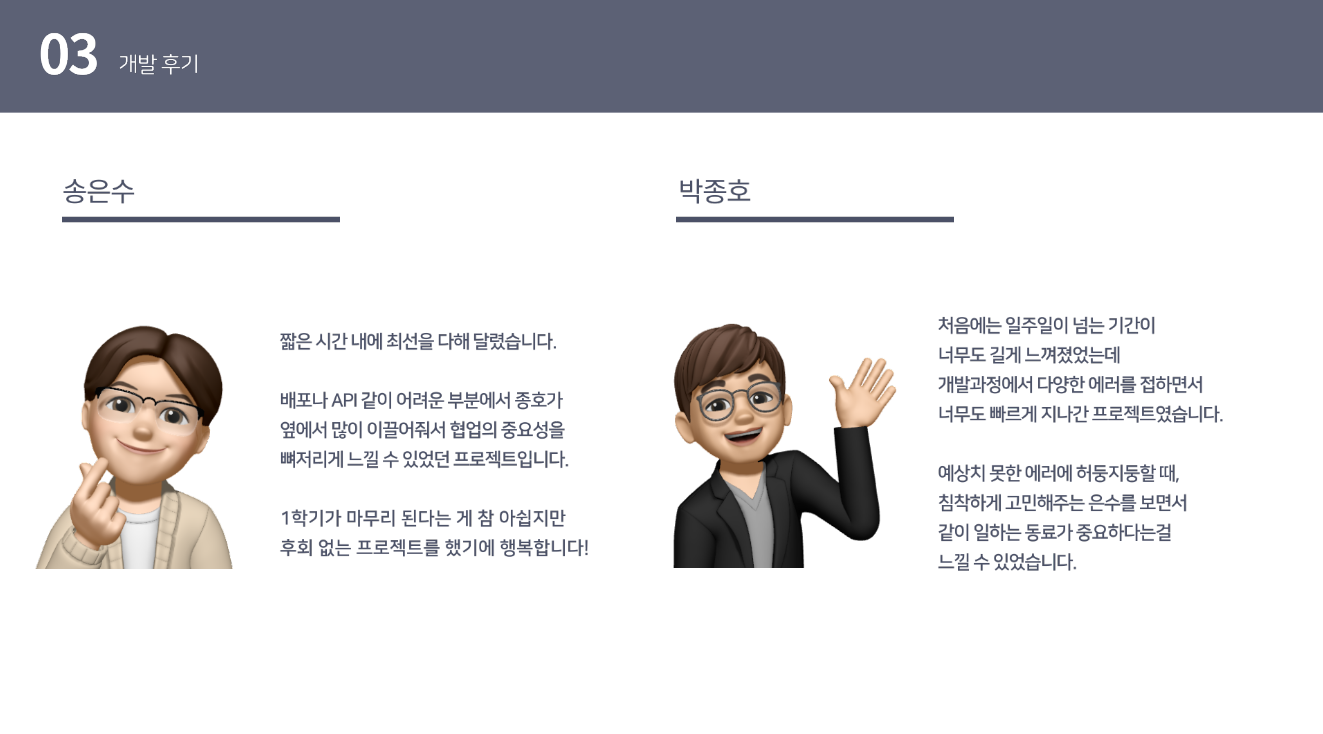 03 개발 후기
송은수
짧은 시간 내에 최선을 다해 달렸습니다.
배포나 API 같이 어려운 부분에서 종호가
옆에서 많이 이끌어줘서 협업의 중요성을
뼈저리게 느낄 수 있었던 프로젝트입니다.
1학기가 마무리 된다는 게 참 아쉽지만
후회 없는 프로젝트를 했기에 행복합니다!
박종호
처음에는 일주일이 넘는 기간이
너무도 길게 느껴졌었는데
개발과정에서 다양한 에러를 접하면서
너무도 빠르게 지나간 프로젝트였습니다.
예상치 못한 에러에 허둥지둥할 때,
침착하게 고민해주는 은수를 보면서
같이 일하는 동료가 중요하다는걸
느낄 수 있었습니다.